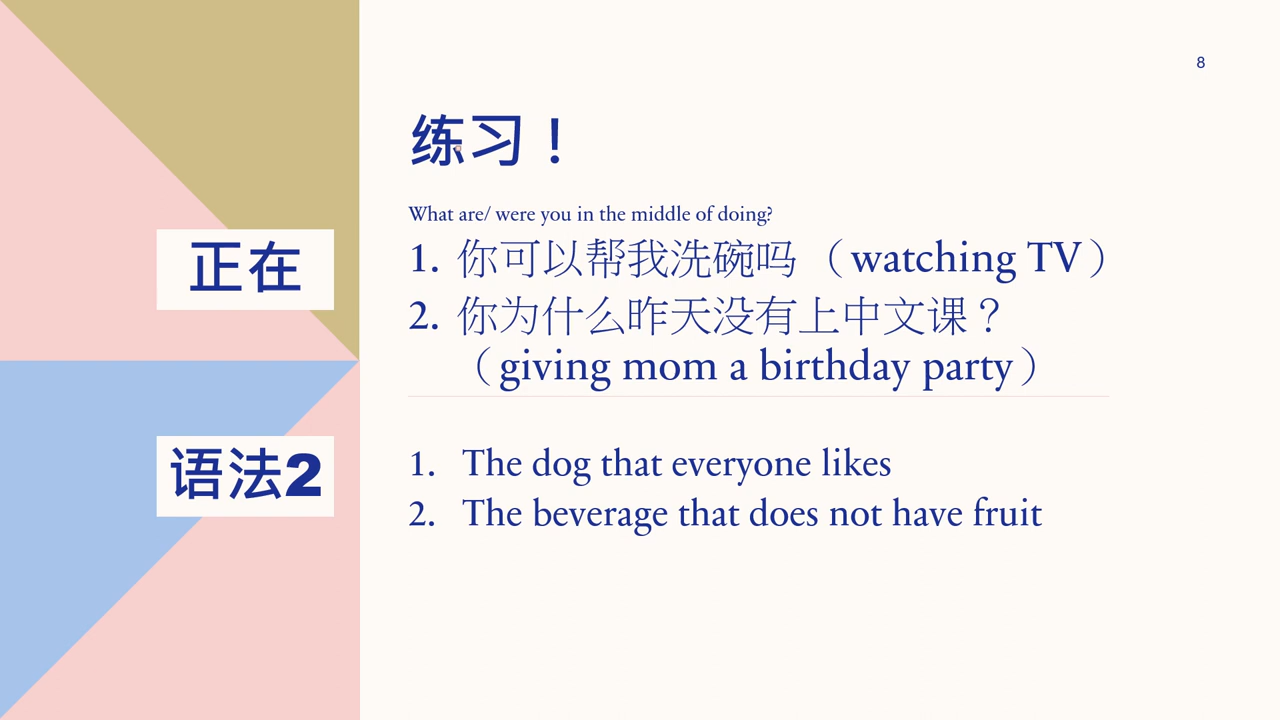 8
练习！
What are/ were you in the middle of doing?
正在
1. 你可以帮我洗碗吗 （watching TV）
2. 你为什么昨天没有上中文课？
（giving mom a birthday party）
语法2
1. The dog that everyone likes
2. The beverage that does not have fruit